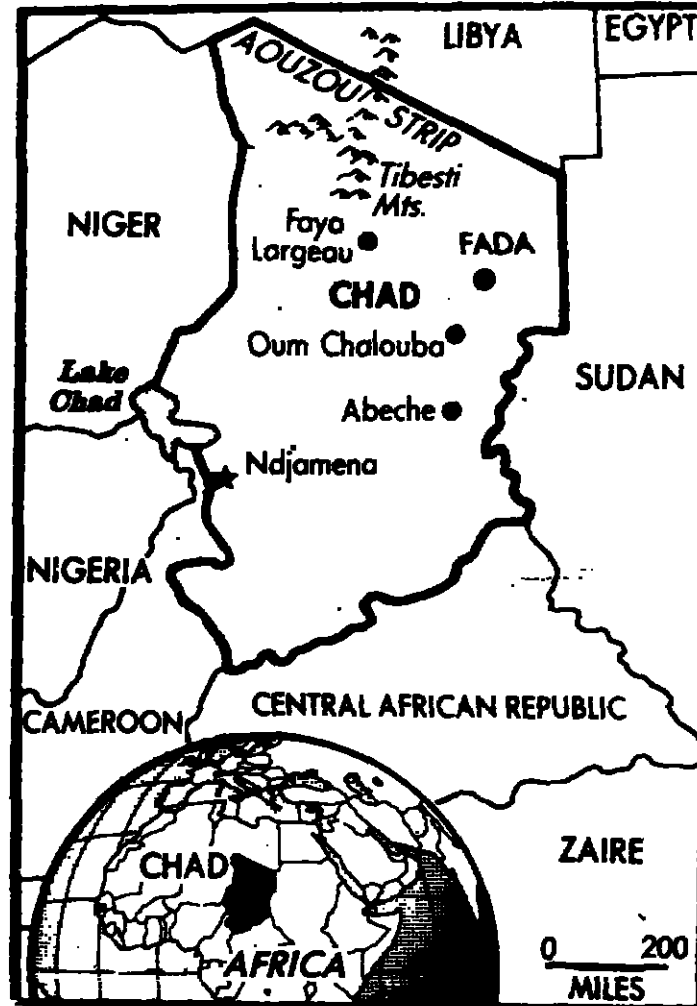 LIBYA
EGYPT
AOUZOU STRIP
Tibesti
Mts.
NIGER
Faya
Largeau
FADA
CHAD
Oum Chalouba
SUDAN
Lake
Chad
Abeche
Ndjamena
NIGERIA
CAMEROON
CENTRAL AFRICAN REPUBLIC
CHAD
ZAIRE
AFRICA
0 200
MILES